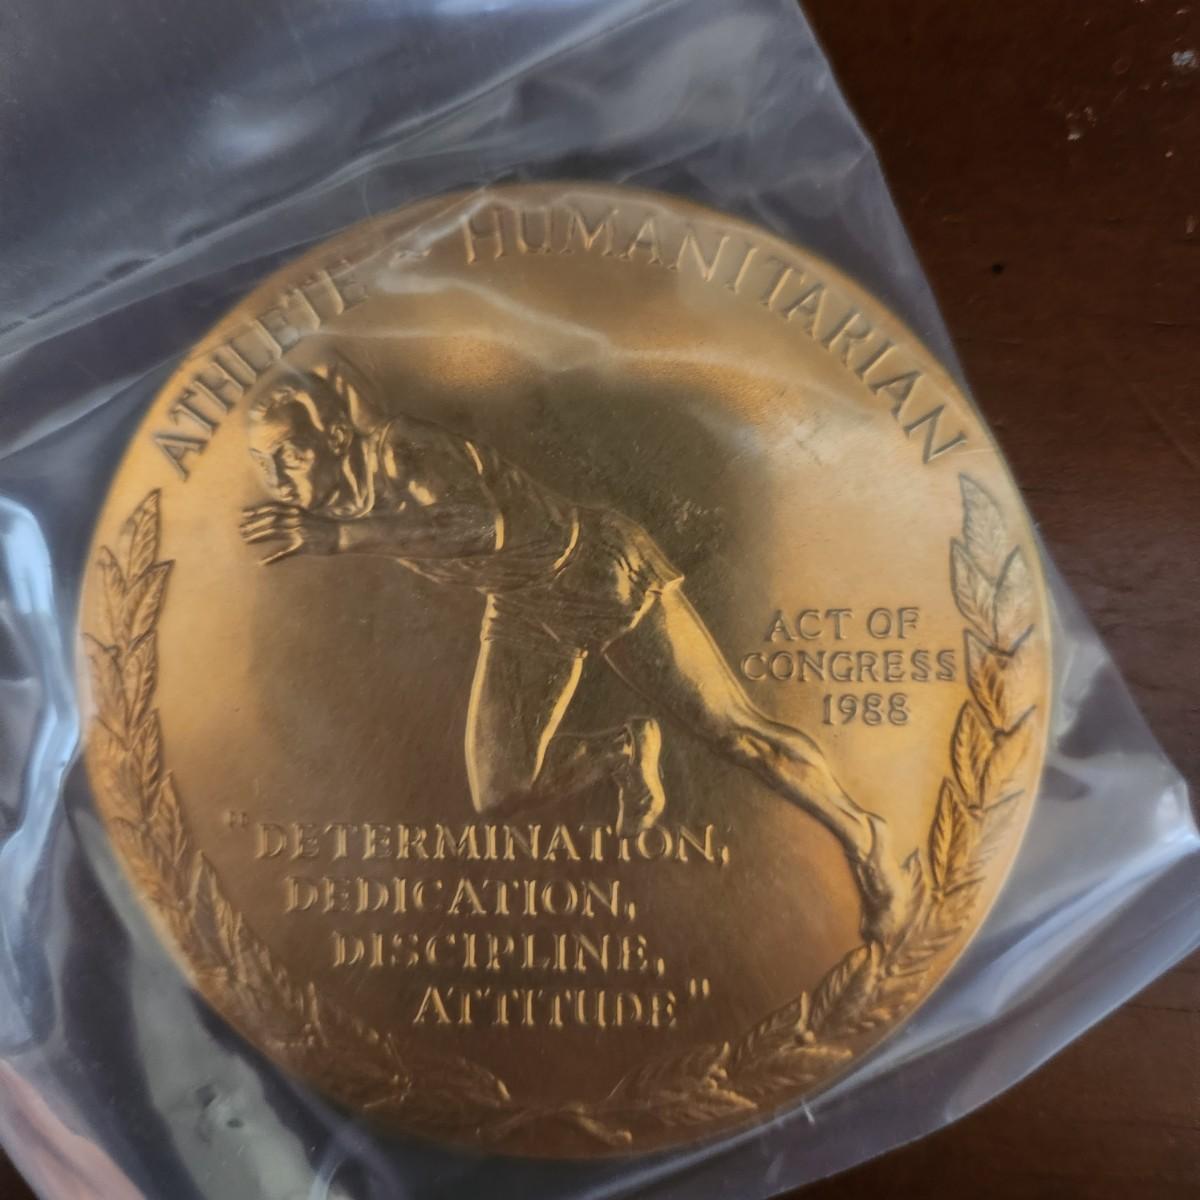 ATHLETE ~ HUMANITARIAN
ACT OF
CONGRESS
1988
"DETERMINATION,
DEDICATION,
DISCIPLINE,
ATTITUDE"